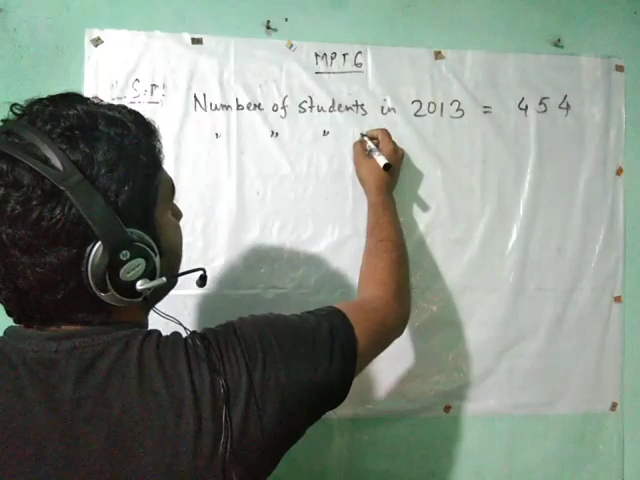 MPT6
Number of students in 2013 = 454
" " "